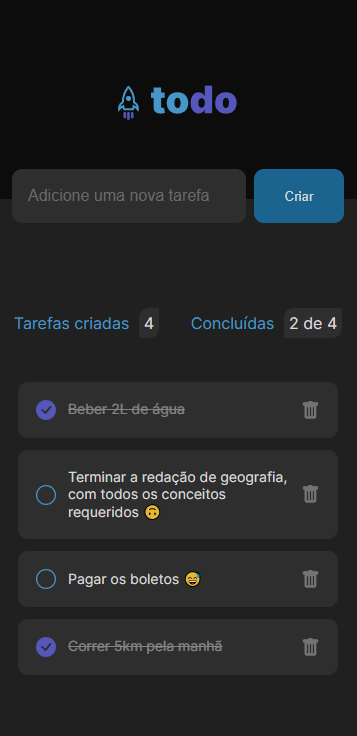 todo
Adicione uma nova tarefa
Criar
Tarefas criadas 4
Concluídas 2 de 4
Beber 2L de água
Terminar a redação de geografia,
com todos os conceitos
requeridos 🙃
Pagar os boletos 😅
Correr 5km pela manhã